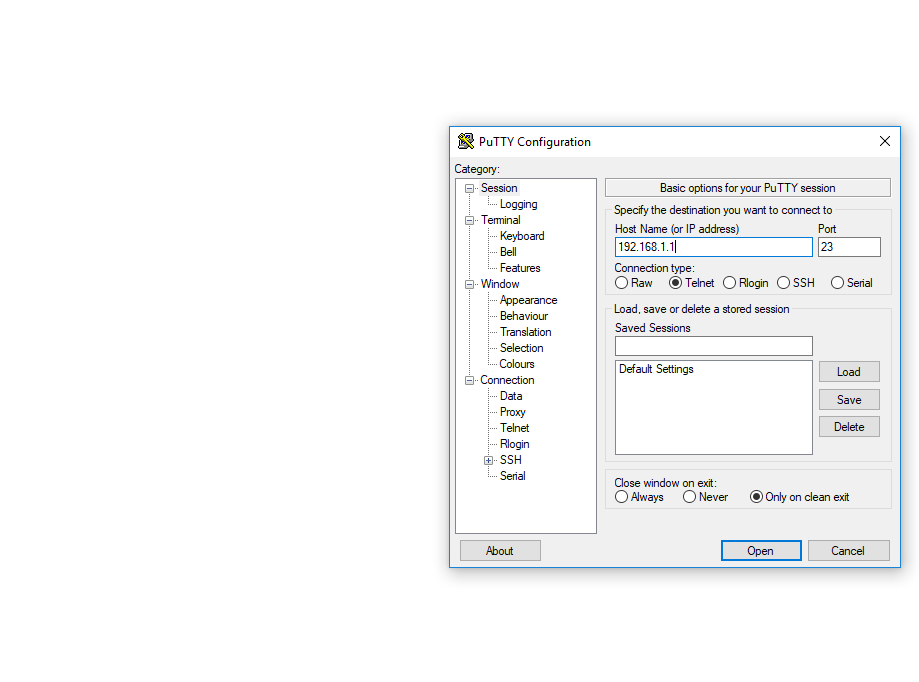 PuTTY Configuration
Category:
Session
Logging
Terminal
Keyboard
Bell
Features
Window
Appearance
Behaviour
Translation
Selection
Colours
Connection
Data
Proxy
Telnet
Rlogin
SSH
Serial
Basic options for your PuTTY session
Specify the destination you want to connect to
Host Name (or IP address) Port
192.168.1.1 23
Connection type:
Raw Telnet Rlogin SSH Serial
Load, save or delete a stored session
Saved Sessions
Default Settings
Load
Save
Delete
Close window on exit:
Always Never Only on clean exit
About Open Cancel